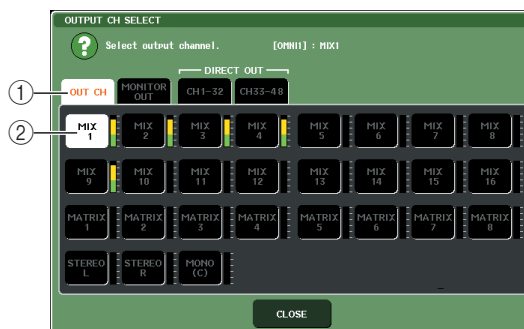 OUTPUT CH SELECT
Select output channel. [OMNI1] : MIX1
DIRECT OUT
1 OUT CH MONITOR OUT CH1-32 CH33-48
2 MIX 1 MIX 2 MIX 3 MIX 4 MIX 5 MIX 6 MIX 7 MIX 8
MIX 9 MIX 10 MIX 11 MIX 12 MIX 13 MIX 14 MIX 15 MIX 16
MATRIX 1 MATRIX 2 MATRIX 3 MATRIX 4 MATRIX 5 MATRIX 6 MATRIX 7 MATRIX 8
STEREO L STEREO R MONO (C)
CLOSE